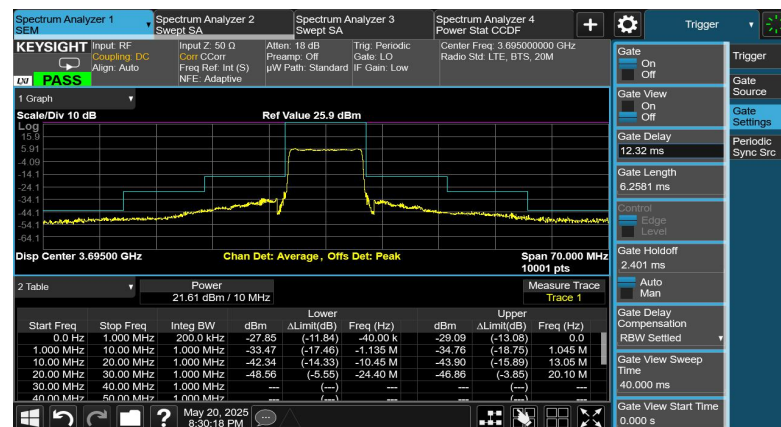 Spectrum Analyzer 1
SEM
Spectrum Analyzer 2
Swept SA
Spectrum Analyzer 3
Swept SA
Spectrum Analyzer 4
Power Stat CCDF
+
Trigger
KEYSIGHT
LXI
PASS
Input: RF
Coupling: DC
Align: Auto
Input Z: 50 Ω
Corr CCorr
Freq Ref: Int (S)
NFE: Adaptive
Atten: 18 dB
Preamp: Off
µW Path: Standard
Trig: Periodic
Gate: LO
IF Gain: Low
Center Freq: 3.695000000 GHz
Radio Std: LTE, BTS, 20M
1 Graph
Scale/Div 10 dB
Ref Value 25.9 dBm
Log
15.9
5.91
-4.09
-14.1
-24.1
-34.1
-44.1
-54.1
-64.1
Disp Center 3.69500 GHz
Chan Det: Average , Offs Det: Peak
Span 70.000 MHz
10001 pts
2 Table
Power
21.61 dBm / 10 MHz
Measure Trace
Trace 1
Lower Upper
Start Freq Stop Freq Integ BW dBm ∆Limit(dB) Freq (Hz) dBm ∆Limit(dB) Freq (Hz)
0.0 Hz 1.000 MHz 200.0 kHz -27.85 (-11.84) -40.00 k -29.09 (-13.08) 0.0
1.000 MHz 10.00 MHz 1.000 MHz -33.47 (-17.46) -1.135 M -34.76 (-18.75) 1.045 M
10.00 MHz 20.00 MHz 1.000 MHz -42.34 (-14.33) -10.45 M -43.90 (-15.89) 13.05 M
20.00 MHz 30.00 MHz 1.000 MHz -48.56 (-5.55) -24.40 M -46.86 (-3.85) 20.10 M
30.00 MHz 40.00 MHz 1.000 MHz --- (---) --- --- (---) ---
40.00 MHz 50.00 MHz 1.000 MHz --- (---) --- --- (---) ---
?
May 20, 2025
8:30:18 PM
Gate
On
Off
Gate View
On
Off
Gate Delay
12.32 ms
Gate Length
6.2581 ms
Control
Edge
Level
Gate Holdoff
2.401 ms
Auto
Man
Gate Delay
Compensation
RBW Settled
Gate View Sweep
Time
40.000 ms
Gate View Start Time
0.000 s
Trigger
Gate
Source
Gate
Settings
Periodic
Sync Src